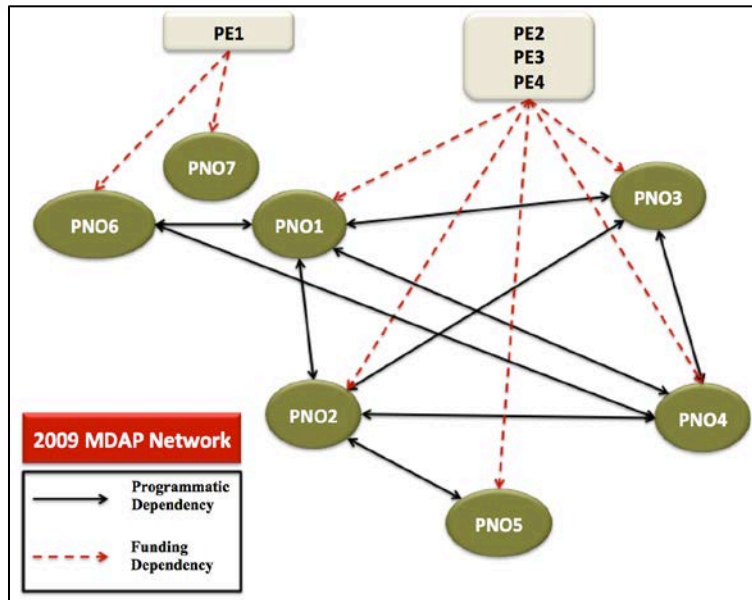 PE1
PE2
PE3
PE4
PNO7
PNO6
PNO1
PNO3
PNO2
PNO4
PNO5
2009 MDAP Network
Programmatic
Dependency
Funding
Dependency